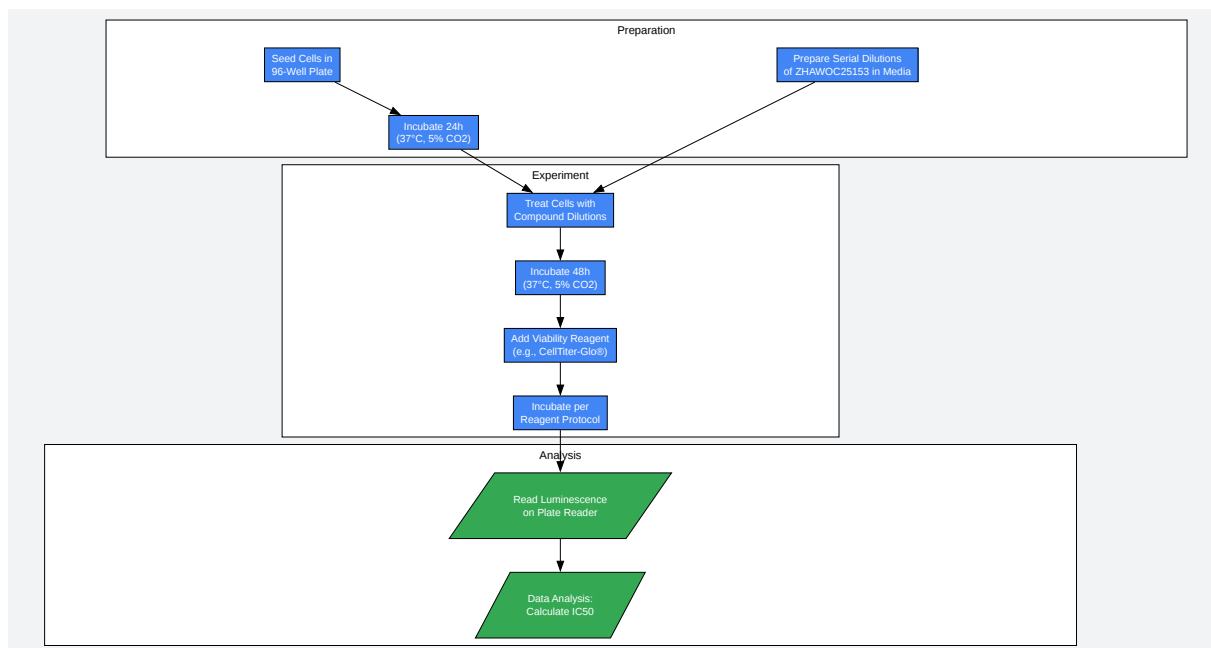 Preparation
Seed Cells in
96-Well Plate
Prepare Serial Dilutions
of ZHAWOC25153 in Media
Incubate 24h
(37°C, 5% CO2)
Experiment
Treat Cells with
Compound Dilutions
Incubate 48h
(37°C, 5% CO2)
Add Viability Reagent
(e.g., CellTiter-Glo®)
Incubate per
Reagent Protocol
Analysis
Read Luminescence
on Plate Reader
Data Analysis:
Calculate IC50